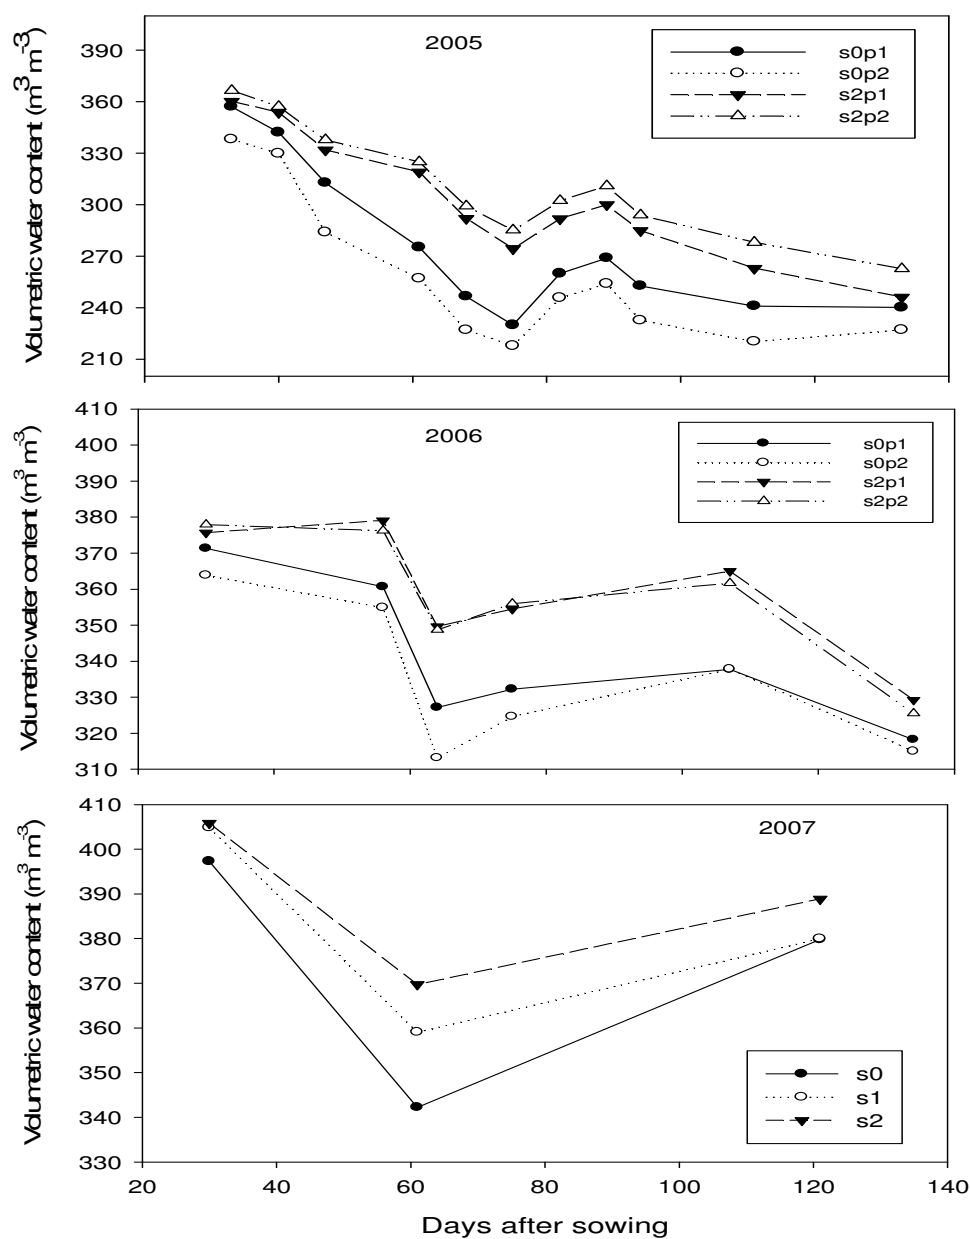 2005
390
360
330
300
270
240
210
Volumetric water content (m3 m-3)
s0p1
s0p2
s2p1
s2p2
2006
410
400
390
380
370
360
350
340
330
320
310
Volumetric water content (m3 m-3)
s0p1
s0p2
s2p1
s2p2
2007
410
400
390
380
370
360
350
340
330
Volumetric water content (m3 m-3)
s0
s1
s2
20 40 60 80 100 120 140
Days after sowing